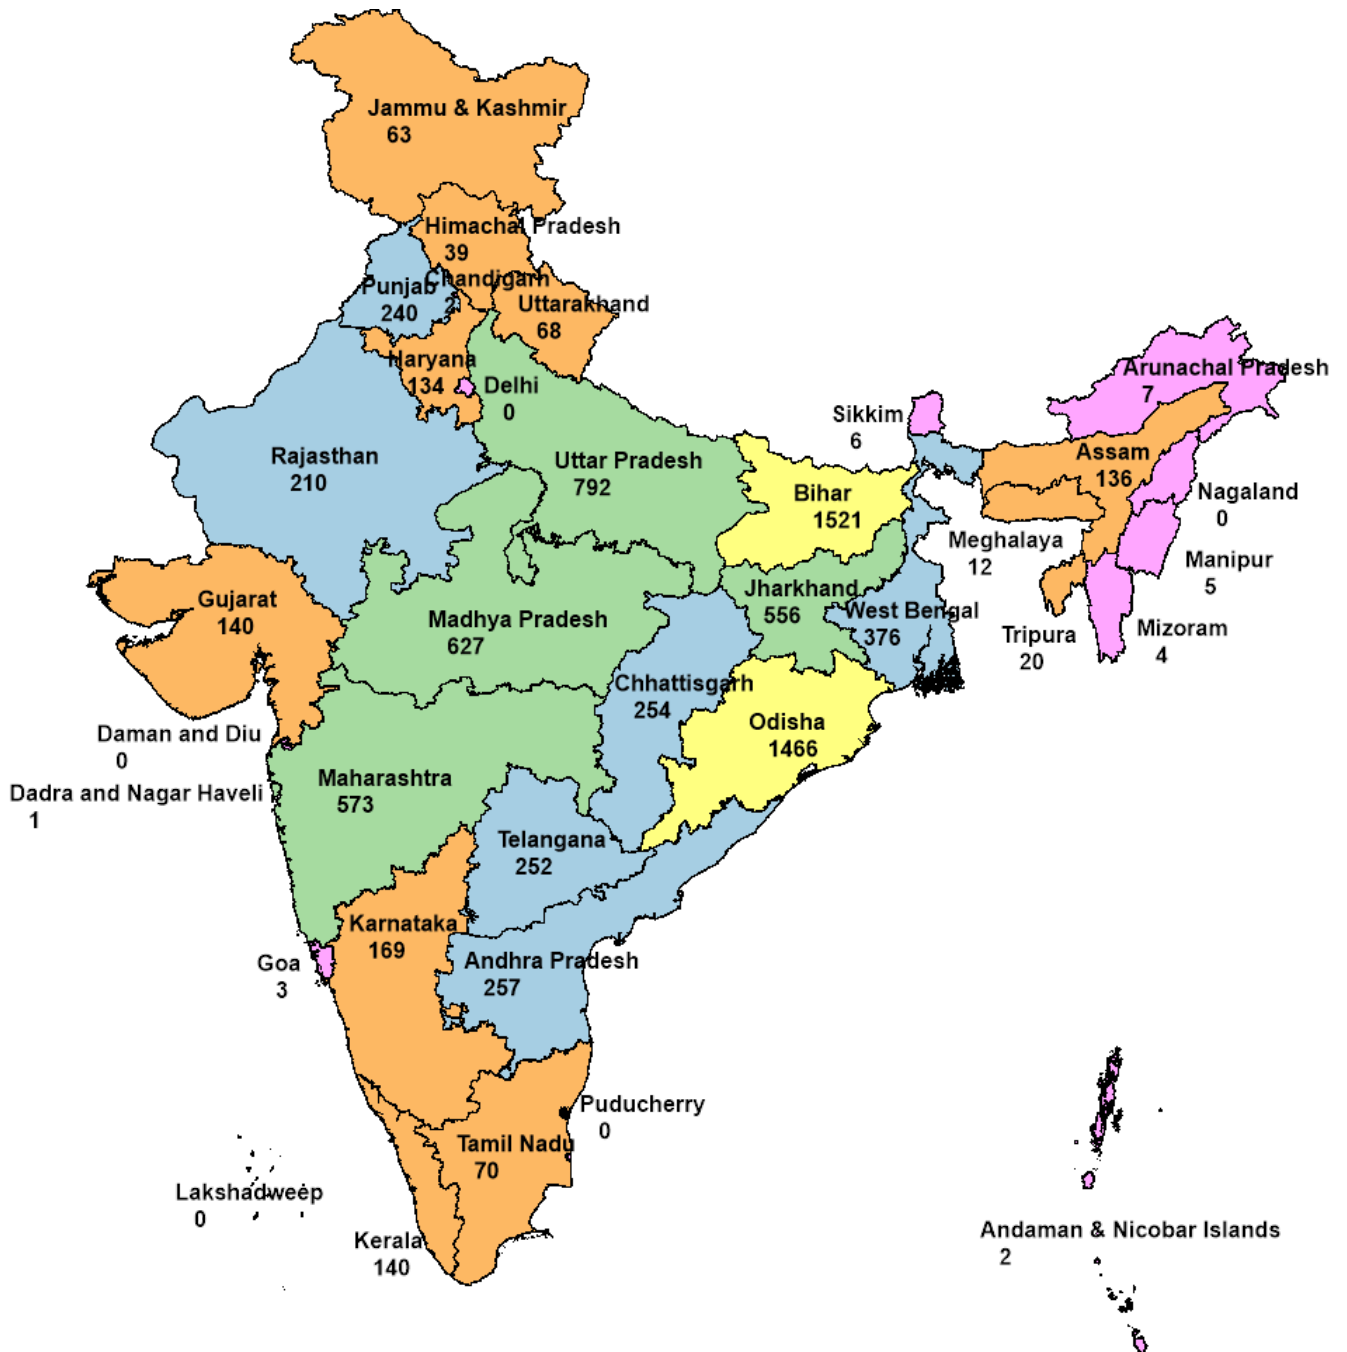 Jammu & Kashmir
63
Himachal Pradesh
39
Chandigarh
2
Punjab
240
Uttarakhand
68
Haryana
134
Delhi
0
Arunachal Pradesh
7
Sikkim
6
Rajasthan
210
Uttar Pradesh
792
Assam
136
Bihar
1521
Nagaland
0
Meghalaya
12
Manipur
5
Gujarat
140
Jharkhand
556
West Bengal
376
Madhya Pradesh
627
Tripura
20
Mizoram
4
Chhattisgarh
254
Odisha
1466
Daman and Diu
0
Maharashtra
573
Dadra and Nagar Haveli
1
Telangana
252
Karnataka
169
Goa
3
Andhra Pradesh
257
Puducherry
0
Tamil Nadu
70
Lakshadweep
0
Kerala
140
Andaman & Nicobar Islands
2